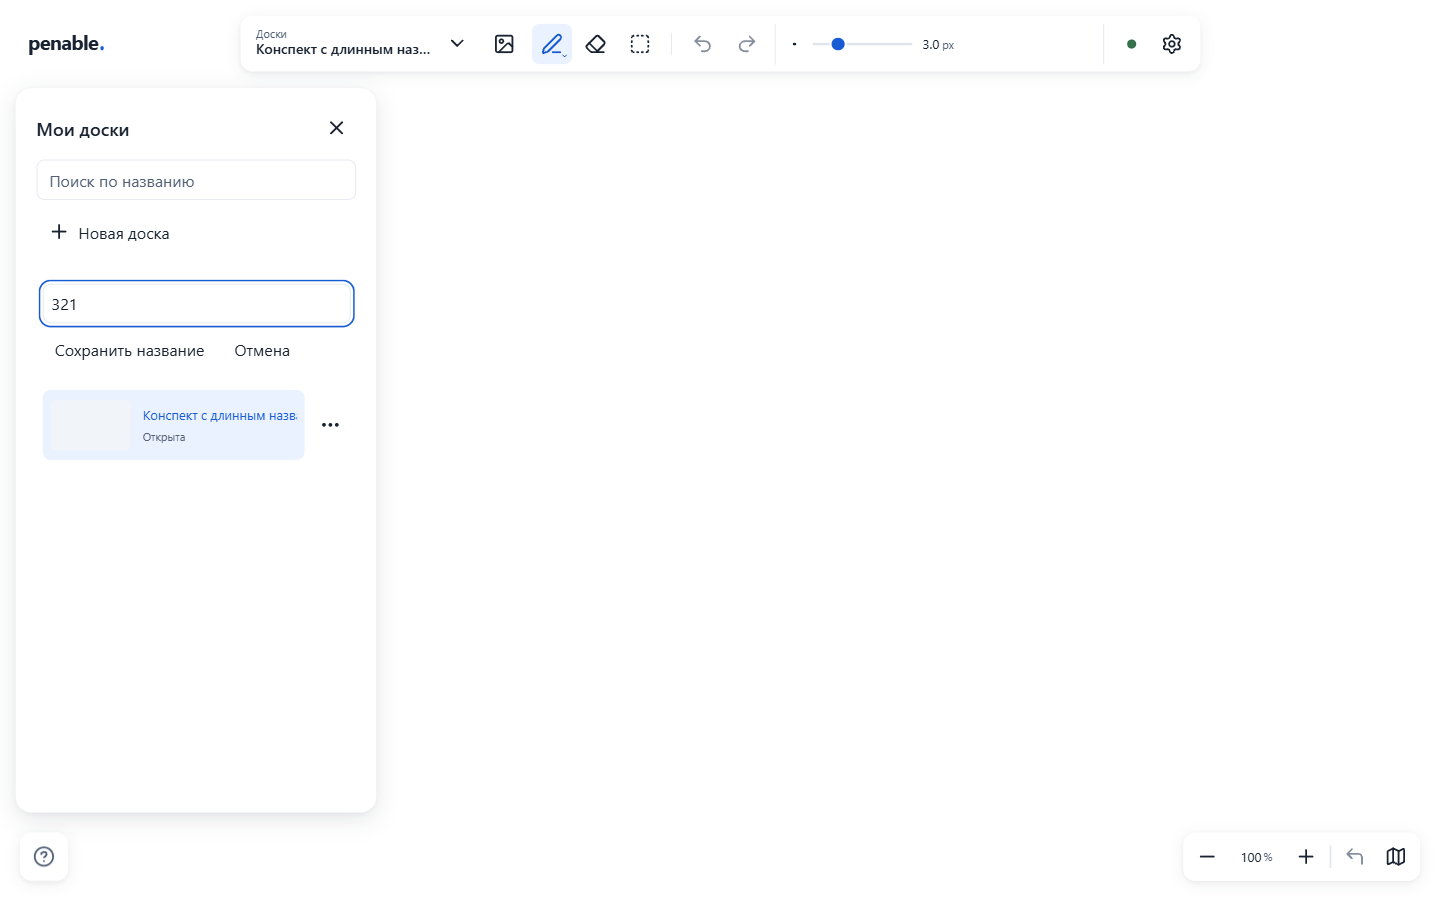 penable.
Доски
Конспект с длинным наз...
3.0 px
Мои доски
Поиск по названию
Новая доска
321
Сохранить название Отмена
Конспект с длинным назв
Открыта
100%